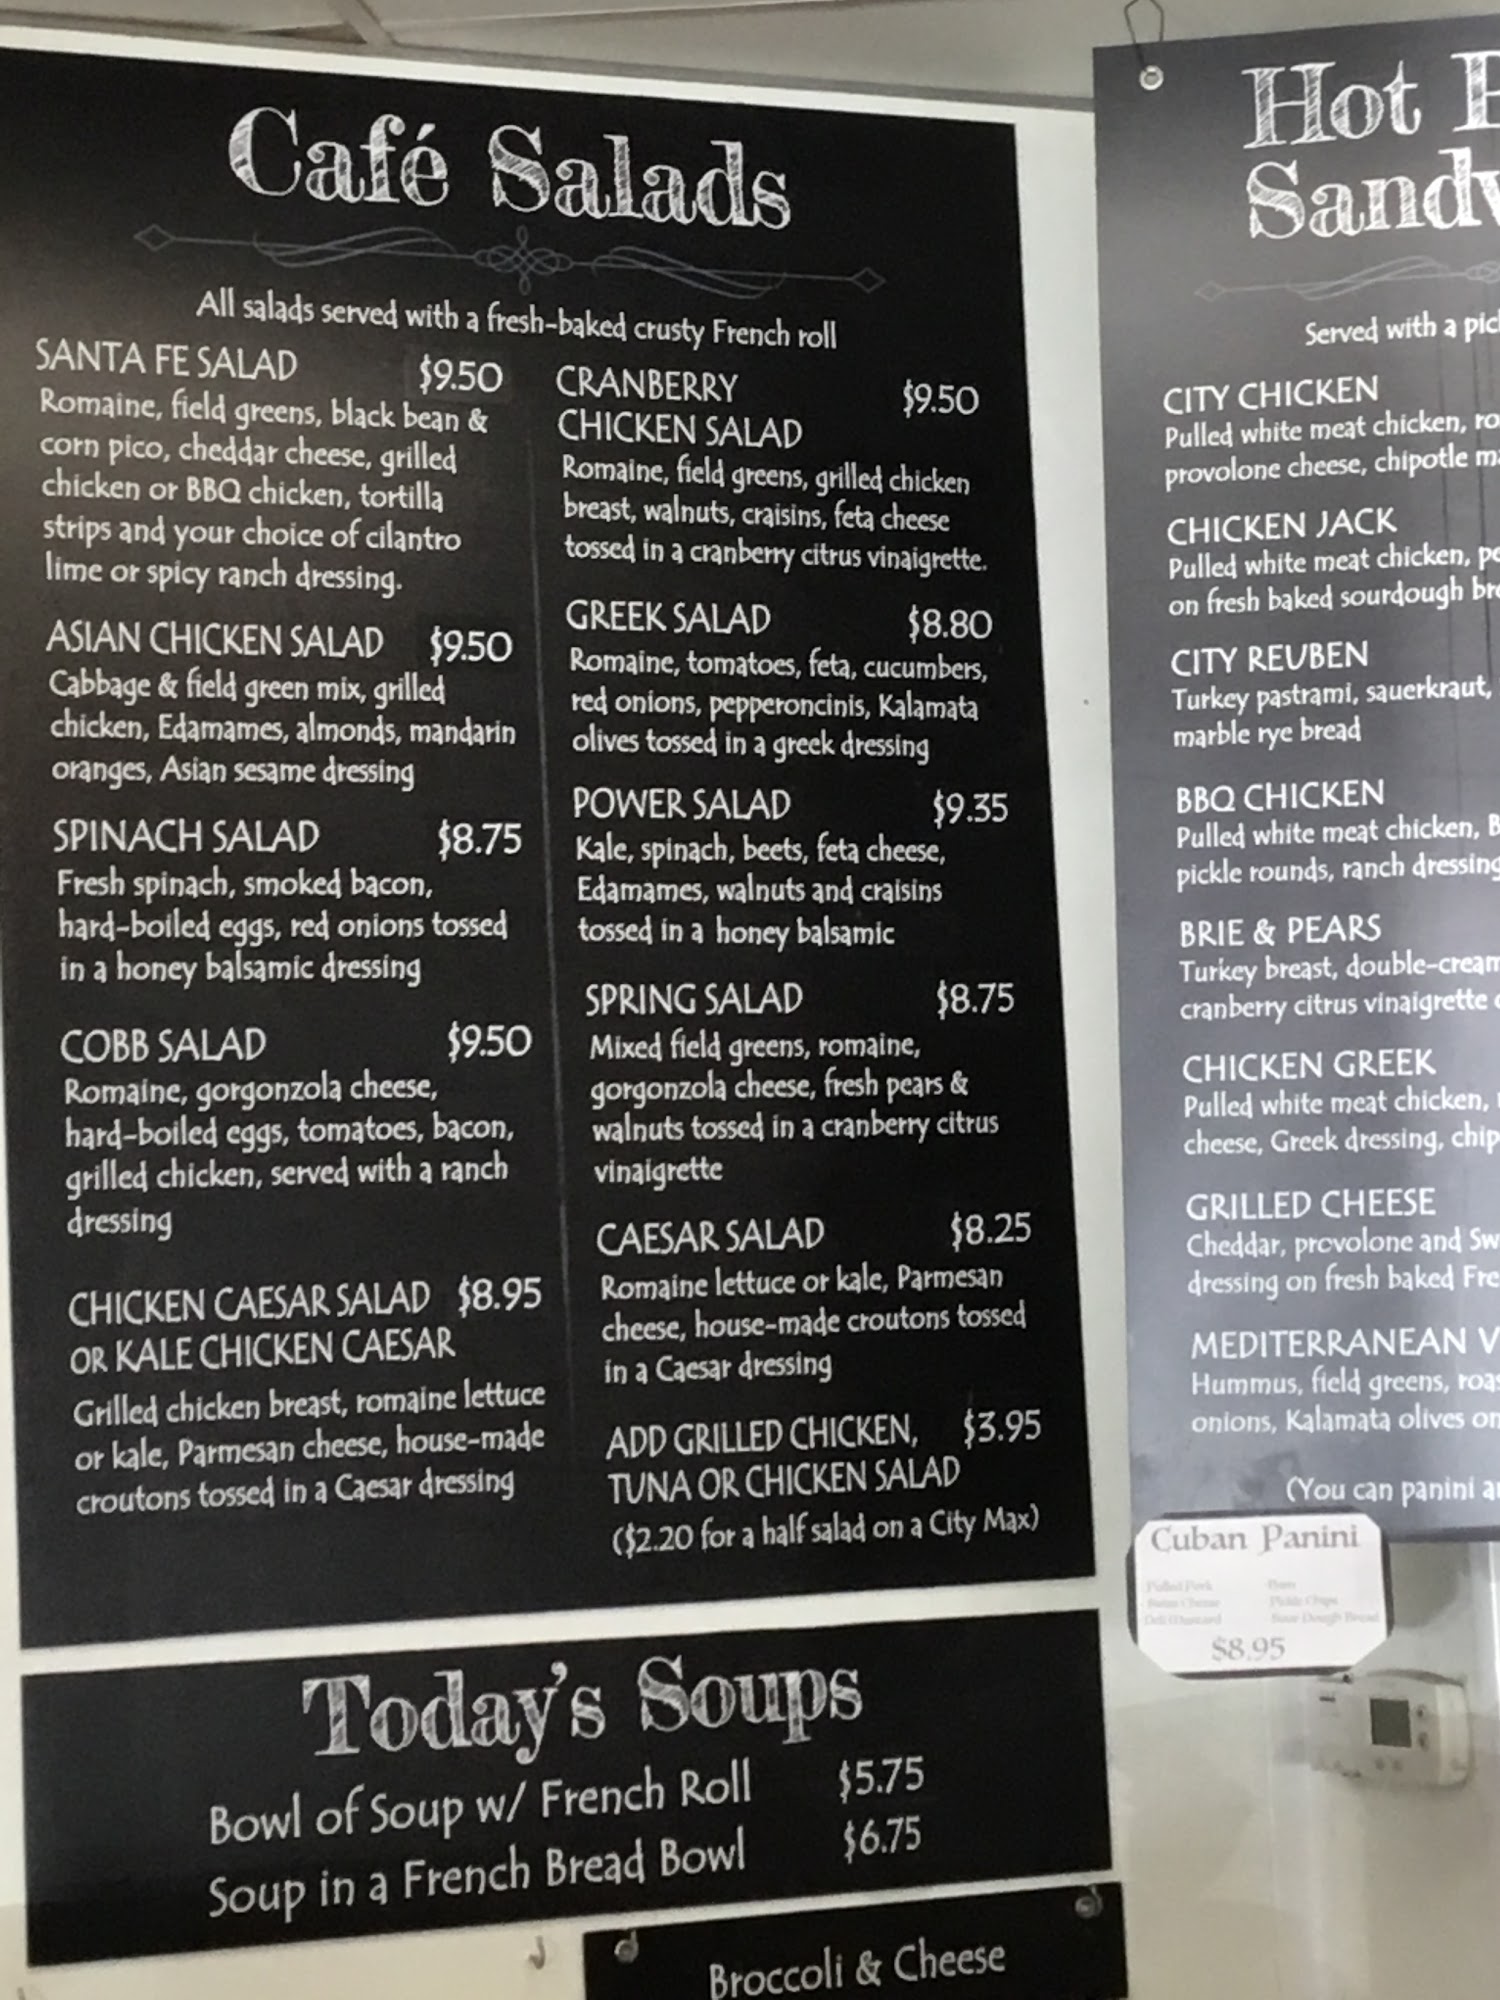 Café Salads
All salads served with a fresh-baked crusty French roll
SANTA FE SALAD $9.50
Romaine, field greens, black bean &
corn pico, cheddar cheese, grilled
chicken or BBQ chicken, tortilla
strips and your choice of cilantro
lime or spicy ranch dressing.
ASIAN CHICKEN SALAD $9.50
Cabbage & field green mix, grilled
chicken, Edamames, almonds, mandarin
oranges, Asian sesame dressing
SPINACH SALAD $8.75
Fresh spinach, smoked bacon,
hard-boiled eggs, red onions tossed
in a honey balsamic dressing
COBB SALAD $9.50
Romaine, gorgonzola cheese,
hard-boiled eggs, tomatoes, bacon,
grilled chicken, served with a ranch
dressing
CHICKEN CAESAR SALAD $8.95
OR KALE CHICKEN CAESAR
Grilled chicken breast, romaine lettuce
or kale, Parmesan cheese, house-made
croutons tossed in a Caesar dressing
CRANBERRY $9.50
CHICKEN SALAD
Romaine, field greens, grilled chicken
breast, walnuts, craisins, feta cheese
tossed in a cranberry citrus vinaigrette.
GREEK SALAD $8.80
Romaine, tomatoes, feta, cucumbers,
red onions, pepperoncinis, Kalamata
olives tossed in a greek dressing
POWER SALAD $9.35
Kale, spinach, beets, feta cheese,
Edamames, walnuts and craisins
tossed in a honey balsamic
SPRING SALAD $8.75
Mixed field greens, romaine,
gorgonzola cheese, fresh pears &
walnuts tossed in a cranberry citrus
vinaigrette
CAESAR SALAD $8.25
Romaine lettuce or kale, Parmesan
cheese, house-made croutons tossed
in a Caesar dressing
ADD GRILLED CHICKEN, $3.95
TUNA OR CHICKEN SALAD
($2.20 for a half salad on a City Max)
Today's Soups
Bowl of Soup w/ French Roll $5.75
Soup in a French Bread Bowl $6.75
Broccoli & Cheese
Hot
Served with a
CITY CHICKEN
Pulled white meat chicken,
provolone cheese, chipotle
CHICKEN JACK
Pulled white meat chicken,
on fresh baked sourdough
CITY REUBEN
Turkey pastrami, sauerkraut,
marble rye bread
BBQ CHICKEN
Pulled white meat chicken,
pickle rounds, ranch dressing
BRIE & PEARS
Turkey breast,
cranberry citrus vinaigrette
CHICKEN GREEK
Pulled white meat chicken,
cheese, Greek dressing,
GRILLED CHEESE
Cheddar, provolone and
dressing on fresh baked
MEDITERRANEAN
Hummus, field greens,
onions, Kalamata olives
(You can panini
Cuban Panini
Pulled Pork Ham
Swiss Cheese Pickle Chips
Deli Mustard Sour Dough Bread
$8.95